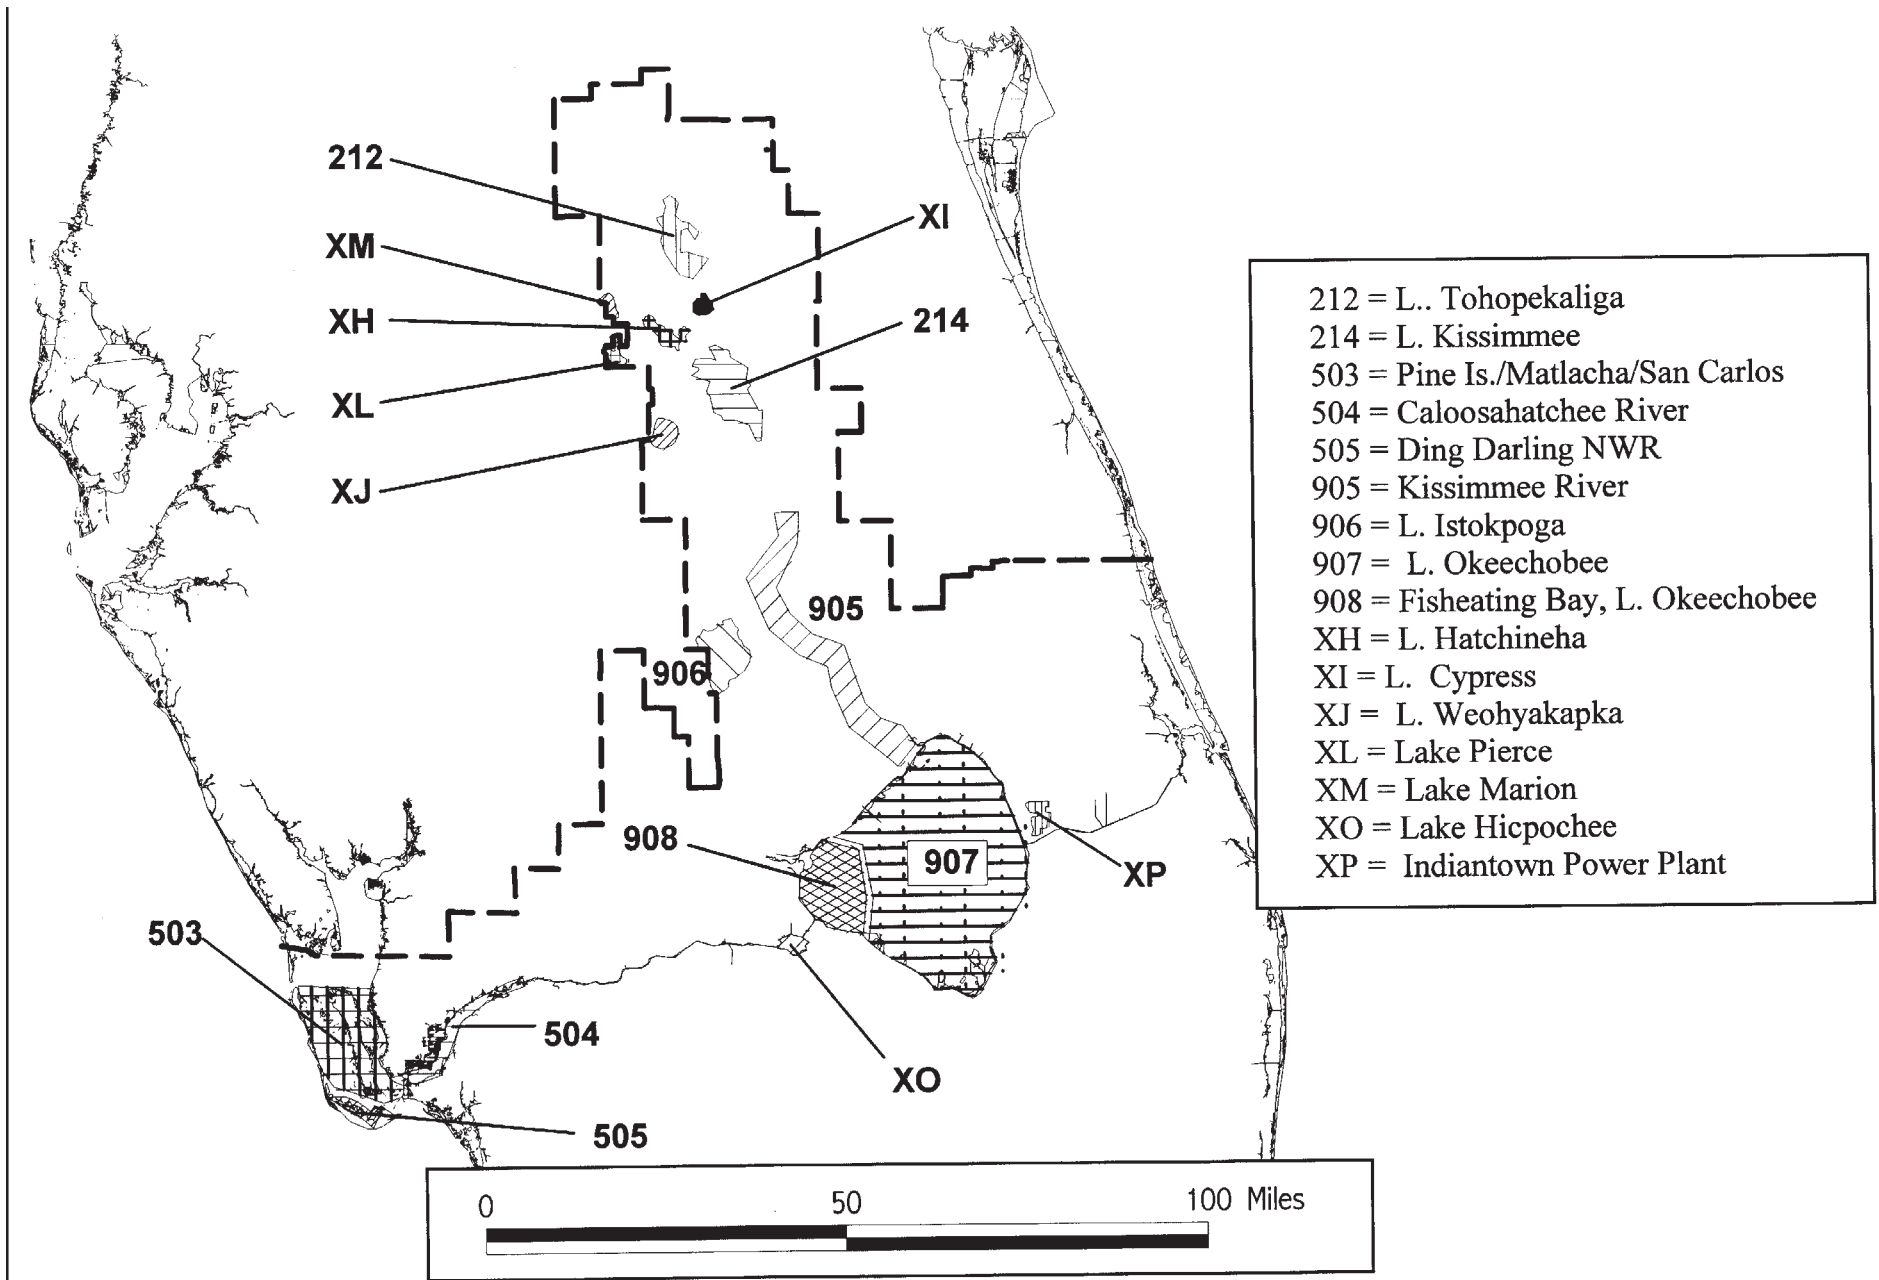 212
XM
XH
XL
XJ
XI
214
905
906
908
907
XP
503
504
505
XO
212 = L.. Tohopekaliga
214 = L. Kissimmee
503 = Pine Is./Matlacha/San Carlos
504 = Caloosahatchee River
505 = Ding Darling NWR
905 = Kissimmee River
906 = L. Istokpoga
907 = L. Okeechobee
908 = Fisheating Bay, L. Okeechobee
XH = L. Hatchineha
XI = L. Cypress
XJ = L. Weohyakapka
XL = Lake Pierce
XM = Lake Marion
XO = Lake Hicpochee
XP = Indiantown Power Plant
0 50 100 Miles